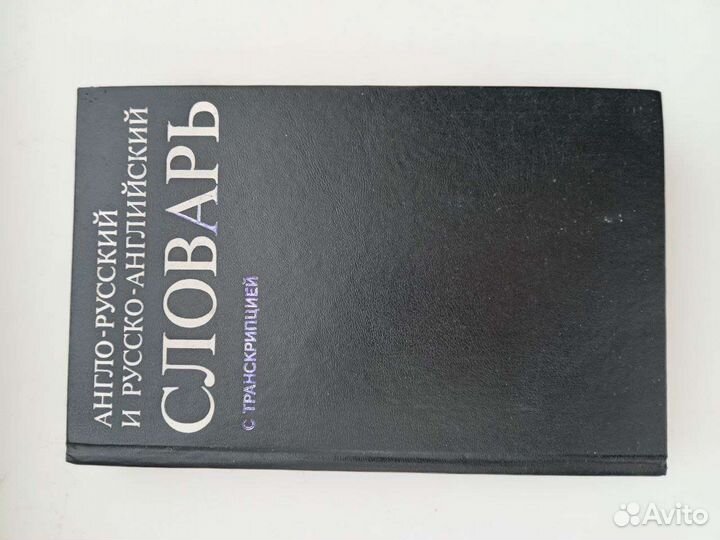 АНГЛО-РУССКИЙ
И РУССКО-АНГЛИЙСКИЙ
СЛОВАРЬ
С ТРАНСКРИПЦИЕЙ
Avito